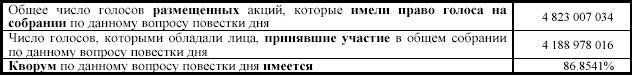 Общее число голосов размещенных акций, которые имели право голоса на
собрании по данному вопросу повестки дня
4 823 007 034
Число голосов, которыми обладали лица, принявшие участие в общем собрании
по данному вопросу повестки дня
4 188 978 016
Кворум по данному вопросу повестки дня имеется
86.8541%